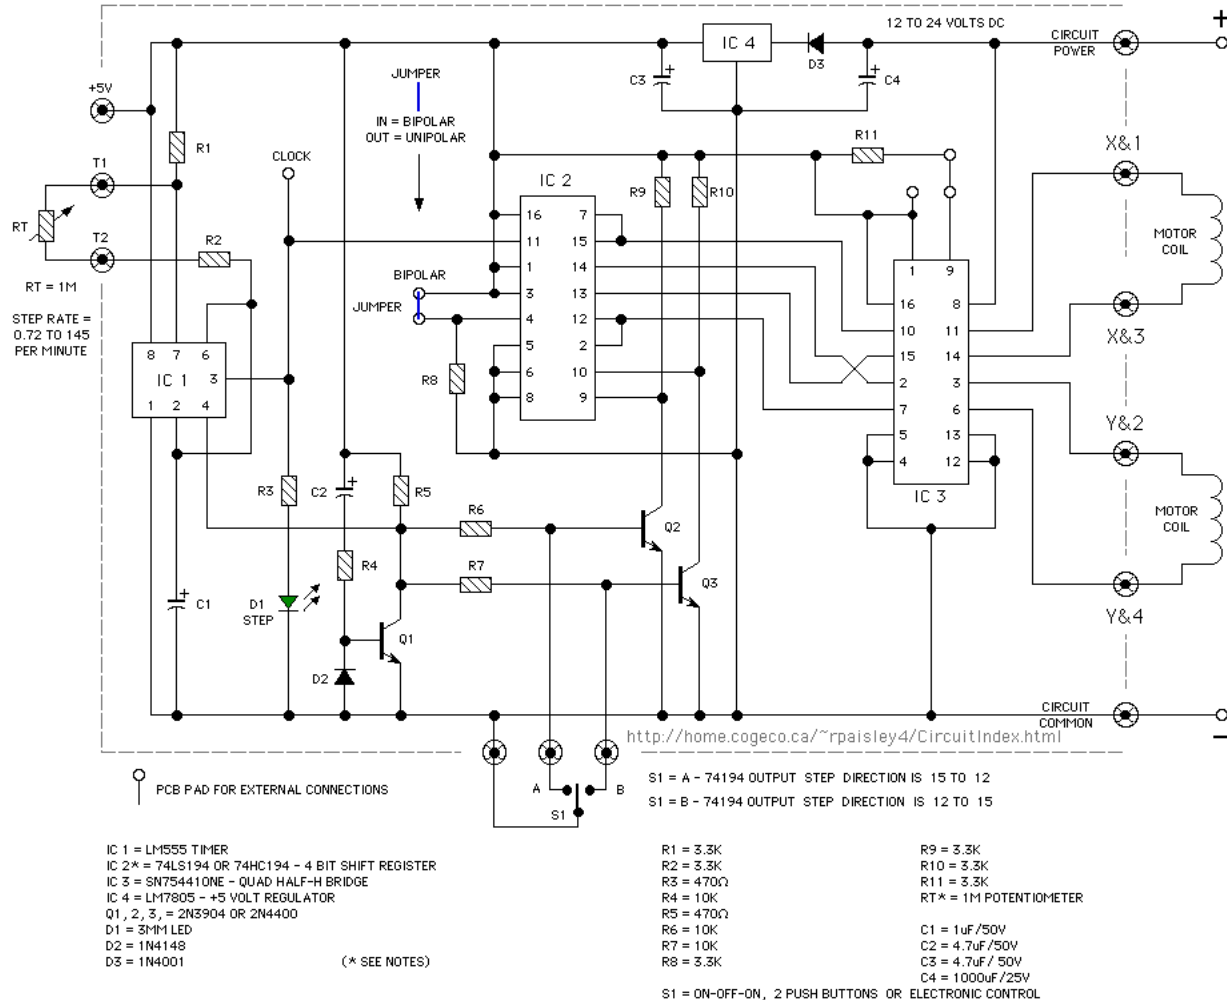 12 TO 24 VOLTS DC
+
CIRCUIT
POWER
IC 4
D3
C3
+
C4
+
+5V
JUMPER
IN = BIPOLAR
OUT = UNIPOLAR
R1
CLOCK
T1
RT
T2
R2
RT = 1M
STEP RATE =
0.72 TO 145
PER MINUTE
BIPOLAR
JUMPER
IC 2
16
11
1
3
4
5
6
8
7
15
14
13
12
2
10
9
R8
R9
R10
R11
1
9
16
10
15
2
7
5
4
8
11
14
3
6
13
12
IC 3
X&1
MOTOR
COIL
X&3
Y&2
MOTOR
COIL
Y&4
8
7
6
IC 1
3
1
2
4
R3
C2
+
R5
R6
Q2
R4
R7
Q3
C1
+
D1
STEP
Q1
D2
CIRCUIT
COMMON
–
http://home.cogeco.ca/~rpaisley4/CircuitIndex.html
A
B
S1
PCB PAD FOR EXTERNAL CONNECTIONS
S1 = A - 74194 OUTPUT STEP DIRECTION IS 15 TO 12
S1 = B - 74194 OUTPUT STEP DIRECTION IS 12 TO 15
IC 1 = LM555 TIMER
IC 2* = 74LS194 OR 74HC194 - 4 BIT SHIFT REGISTER
IC 3 = SN754410NE - QUAD HALF-H BRIDGE
IC 4 = LM7805 - +5 VOLT REGULATOR
Q1, 2, 3, = 2N3904 OR 2N4400
D1 = 3MM LED
D2 = 1N4148
D3 = 1N4001
(* SEE NOTES)
R1 = 3.3K
R2 = 3.3K
R3 = 470Ω
R4 = 10K
R5 = 470Ω
R6 = 10K
R7 = 10K
R8 = 3.3K
R9 = 3.3K
R10 = 3.3K
R11 = 3.3K
RT* = 1M POTENTIOMETER
C1 = 1uF/50V
C2 = 4.7uF/50V
C3 = 4.7uF/ 50V
C4 = 1000uF/25V
S1 = ON-OFF-ON, 2 PUSH BUTTONS OR ELECTRONIC CONTROL